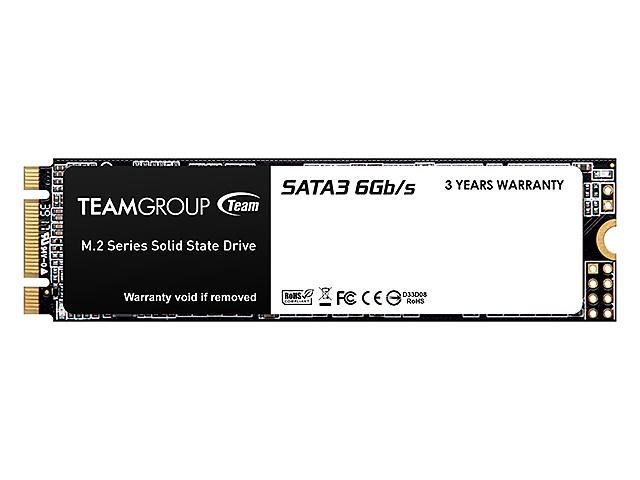 TEAMGROUP Team
M.2 Series Solid State Drive
Warranty void if removed
SATA3 6Gb/s
3 YEARS WARRANTY
RoHS
COMPLIANT
FC CE
D33D08
RoHS